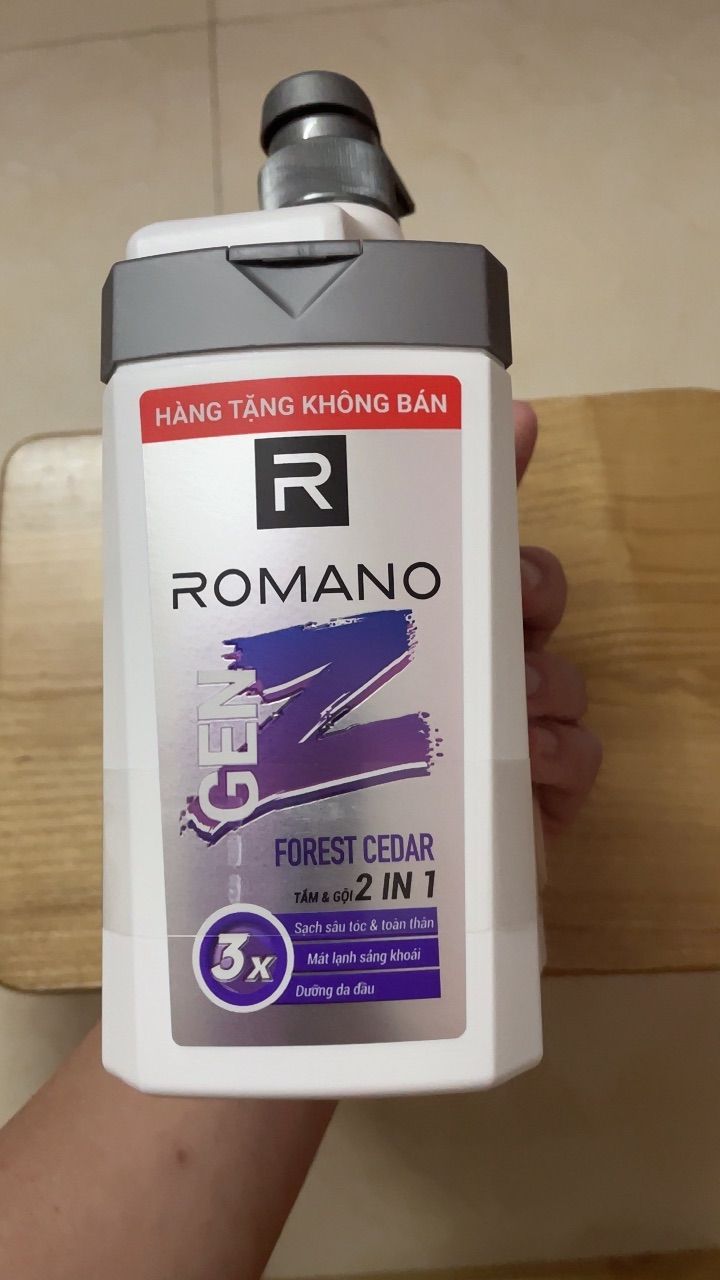 HÀNG TẶNG KHÔNG BÁN
R
ROMANO
GEN Z
FOREST CEDAR
TẮM & GỘI 2 IN 1
3x
Sạch sâu tóc & toàn thân
Mát lạnh sảng khoái
Dưỡng da đầu